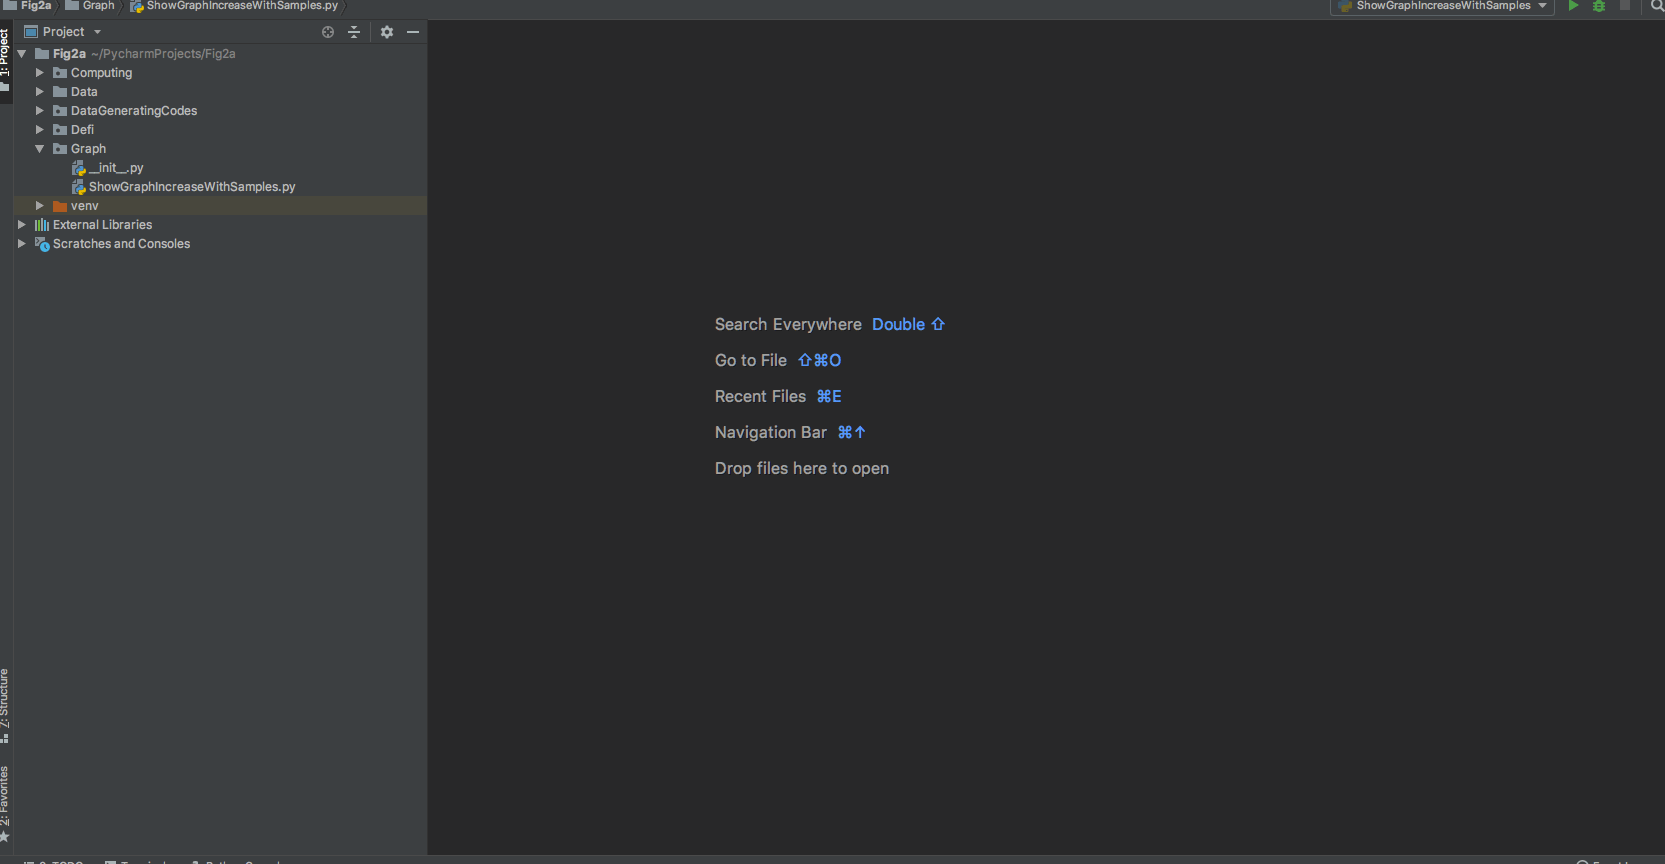 Fig2a Graph ShowGraphIncreaseWithSamples.py
ShowGraphIncreaseWithSamples
1: Project
Project
Fig2a ~/PycharmProjects/Fig2a
Computing
Data
DataGeneratingCodes
Defi
Graph
__init__.py
ShowGraphIncreaseWithSamples.py
venv
External Libraries
Scratches and Consoles
Search Everywhere Double ⇧
Go to File ⇧⌘O
Recent Files ⌘E
Navigation Bar ⌘↑
Drop files here to open
7: Structure
2: Favorites